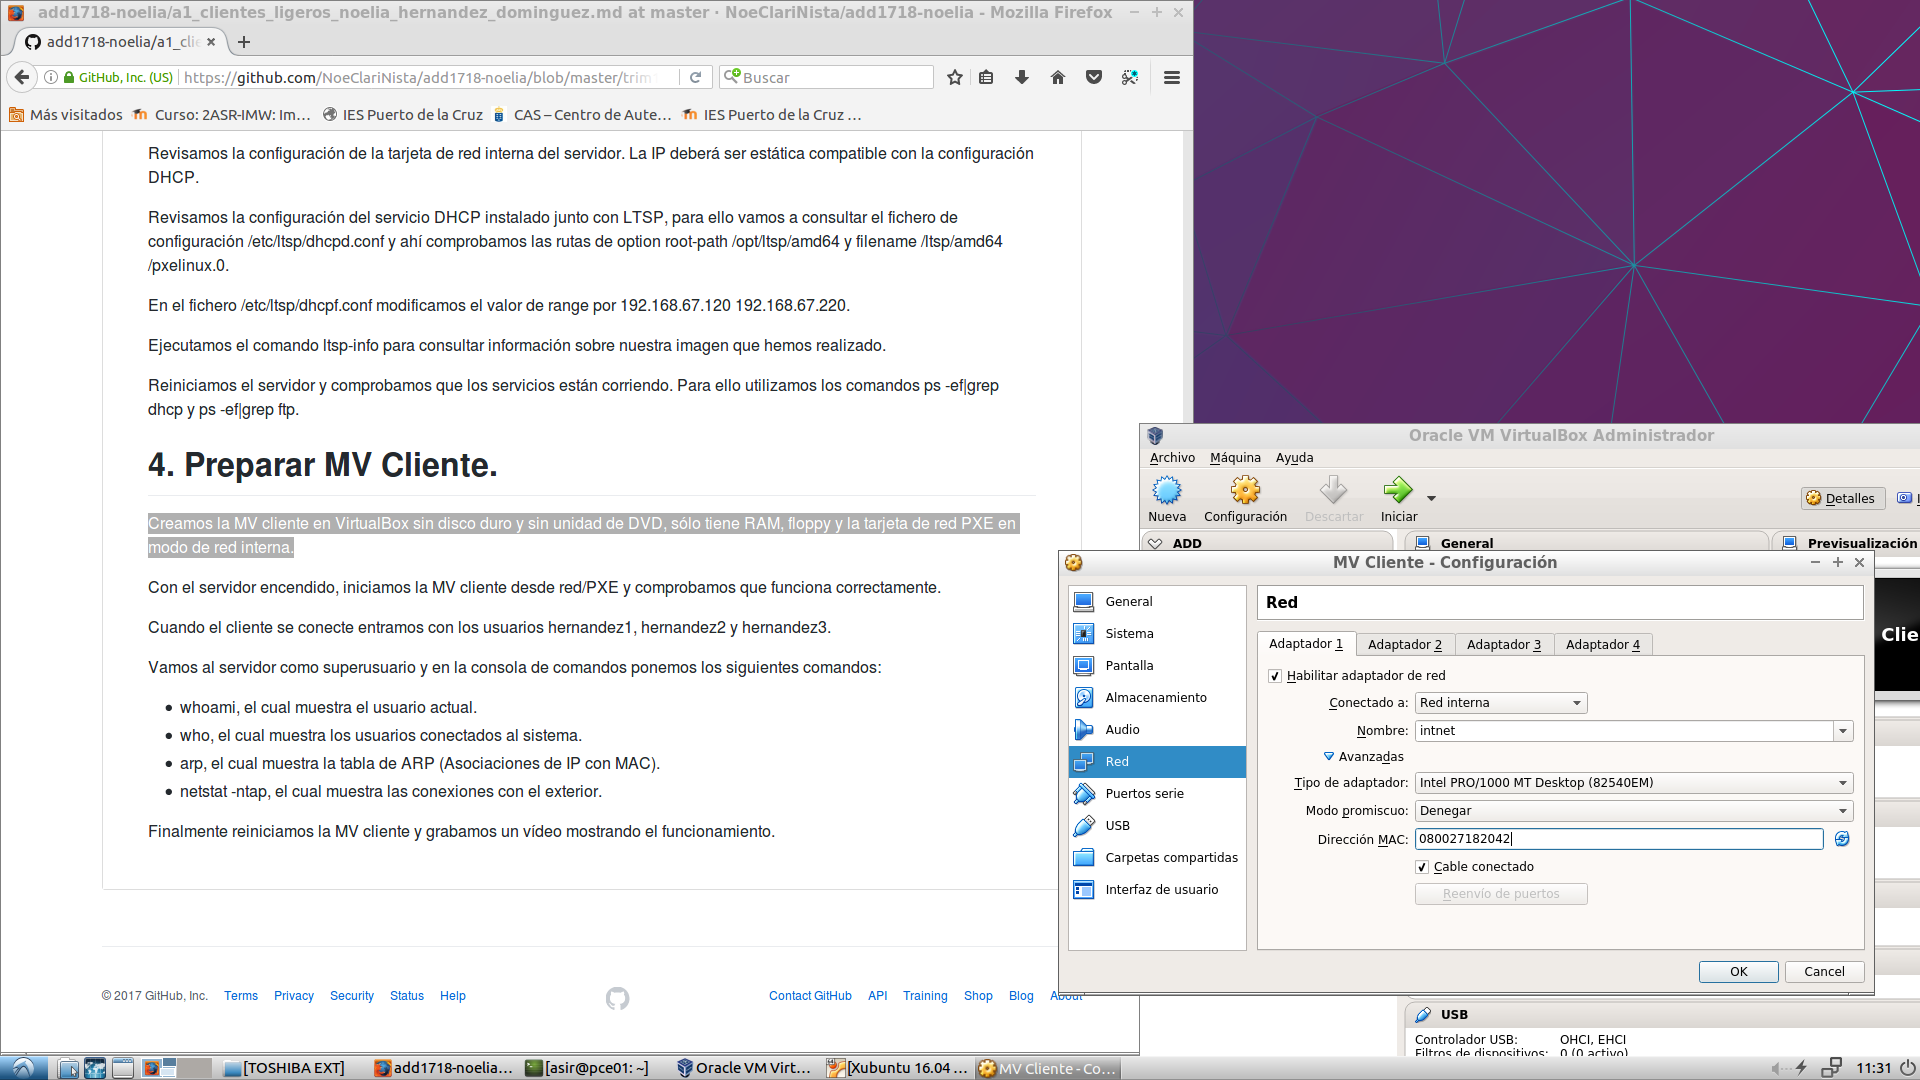 add1718-noelia/a1_clientes_ligeros_noelia_hernandez_dominguez.md at master · NoeClariNista/add1718-noelia - Mozilla Firefox
add1718-noelia/a1_clie
GitHub, Inc. (US)
https://github.com/NoeClariNista/add1718-noelia/blob/master/trim
Buscar
Más visitados
Curso: 2ASR-IMW: Im...
IES Puerto de la Cruz
CAS – Centro de Aute...
IES Puerto de la Cruz ...
Revisamos la configuración de la tarjeta de red interna del servidor. La IP deberá ser estática compatible con la configuración
DHCP.
Revisamos la configuración del servicio DHCP instalado junto con LTSP, para ello vamos a consultar el fichero de
configuración /etc/ltsp/dhcpd.conf y ahí comprobamos las rutas de option root-path /opt/ltsp/amd64 y filename /ltsp/amd64
/pxelinux.0.
En el fichero /etc/ltsp/dhcpf.conf modificamos el valor de range por 192.168.67.120 192.168.67.220.
Ejecutamos el comando ltsp-info para consultar información sobre nuestra imagen que hemos realizado.
Reiniciamos el servidor y comprobamos que los servicios están corriendo. Para ello utilizamos los comandos ps -ef|grep
dhcp y ps -ef|grep ftp.
4. Preparar MV Cliente.
Creamos la MV cliente en VirtualBox sin disco duro y sin unidad de DVD, sólo tiene RAM, floppy y la tarjeta de red PXE en
modo de red interna.
Con el servidor encendido, iniciamos la MV cliente desde red/PXE y comprobamos que funciona correctamente.
Cuando el cliente se conecte entramos con los usuarios hernandez1, hernandez2 y hernandez3.
Vamos al servidor como superusuario y en la consola de comandos ponemos los siguientes comandos:
• whoami, el cual muestra el usuario actual.
• who, el cual muestra los usuarios conectados al sistema.
• arp, el cual muestra la tabla de ARP (Asociaciones de IP con MAC).
• netstat -ntap, el cual muestra las conexiones con el exterior.
Finalmente reiniciamos la MV cliente y grabamos un vídeo mostrando el funcionamiento.
© 2017 GitHub, Inc.
Terms
Privacy
Security
Status
Help
Contact GitHub
API
Training
Shop
Blog
About
Oracle VM VirtualBox Administrador
Archivo
Máquina
Ayuda
Nueva
Configuración
Descartar
Iniciar
Detalles
ADD
General
Previsualización
Clie
MV Cliente - Configuración
General
Sistema
Pantalla
Almacenamiento
Audio
Red
Puertos serie
USB
Carpetas compartidas
Interfaz de usuario
Red
Adaptador 1
Adaptador 2
Adaptador 3
Adaptador 4
Habilitar adaptador de red
Conectado a: Red interna
Nombre: intnet
Avanzadas
Tipo de adaptador: Intel PRO/1000 MT Desktop (82540EM)
Modo promiscuo: Denegar
Dirección MAC: 080027182042
Cable conectado
Reenvío de puertos
OK
Cancel
USB
Controlador USB: OHCI, EHCI
Filtros de dispositivos: 0 (0 activo)
[TOSHIBA EXT]
add1718-noelia...
[asir@pce01: ~]
Oracle VM Virt...
[Xubuntu 16.04 ...
MV Cliente - Co...
11:31